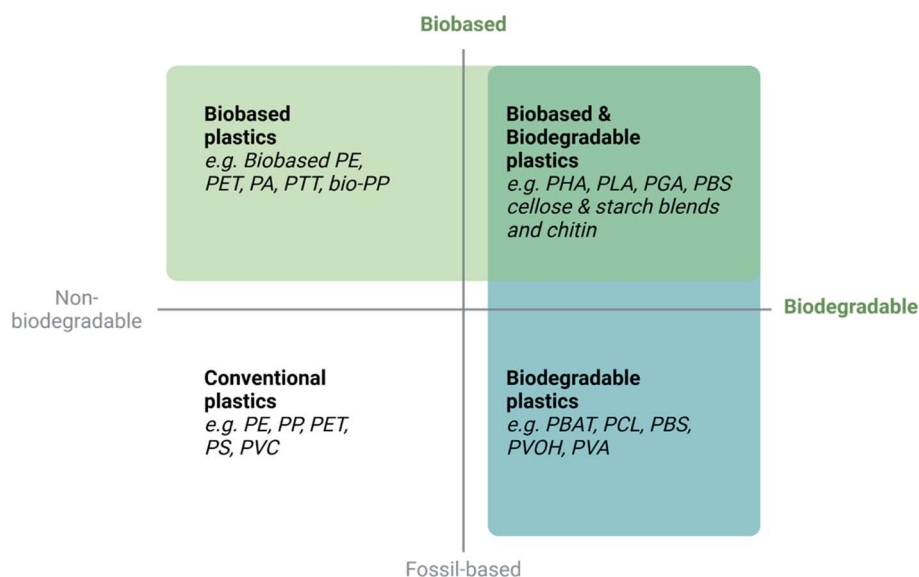 Biobased
Biobased
plastics
e.g. Biobased PE,
PET, PA, PTT, bio-PP
Biobased &
Biodegradable
plastics
e.g. PHA, PLA, PGA, PBS
cellose & starch blends
and chitin
Non-
biodegradable
Biodegradable
Conventional
plastics
e.g. PE, PP, PET,
PS, PVC
Biodegradable
plastics
e.g. PBAT, PCL, PBS,
PVOH, PVA
Fossil-based